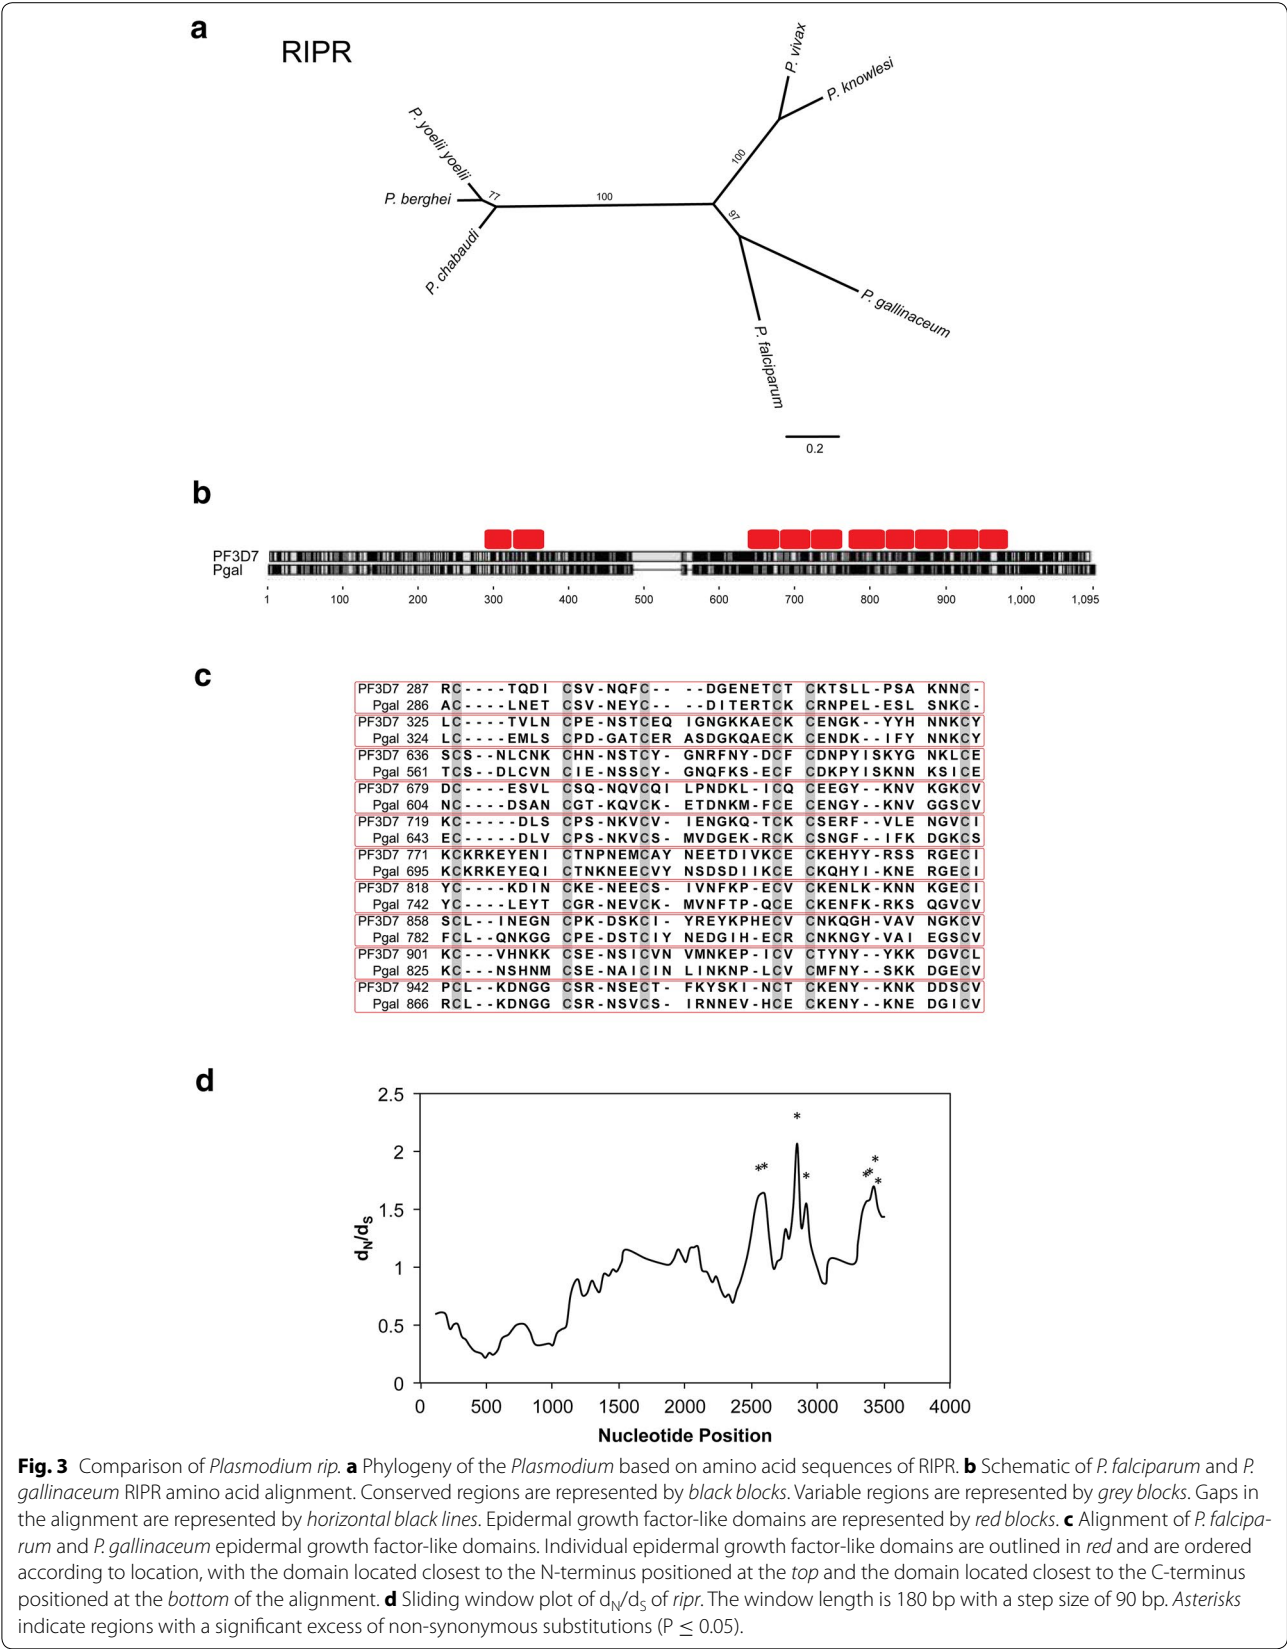 a
RIPR
P. vivax
P. knowlesi
P. yoelii yoelii
P. berghei
P. chabaudi
77
100
100
97
P. gallinaceum
P. falciparum
0.2
b
PF3D7
Pgal
1 100 200 300 400 500 600 700 800 900 1,000 1,095
c
PF3D7 287 RC----TQDI CSV-NQFC-- --DGENETCT CKTSLL-PSA KNNC-
Pgal 286 AC----LNET CSV-NEYC-- --DITERTCK CRNPEL-ESL SNKC-
PF3D7 325 LC----TVLN CPE-NSTCEQ IGNGKKAECK CENGK--YYH NNKCY
Pgal 324 LC----EMLS CPD-GATCER ASDGKQAECK CENDK--IFY NNKCY
PF3D7 636 SCS--NLCNK CHN-NSTCY- GNRFNY-DCF CDNPYISKYG NKLCE
Pgal 561 TCS--DLCVN CIE-NSSCY- GNQFKS-ECF CDKPYISKNN KSICE
PF3D7 679 DC----ESVL CSQ-NQVCQI LPNDKL-ICQ CEEGY--KNV KGKCV
Pgal 604 NC----DSAN CGT-KQVCK- ETDNKM-FCE CENGY--KNV GGSCV
PF3D7 719 KC-----DLS CPS-NKVCV- IENGKQ-TCK CSERF--VLE NGVCI
Pgal 643 EC-----DLV CPS-NKVCS- MVDGEK-RCK CSNGF--IFK DGKCS
PF3D7 771 KCKRKEYENI CTNPNEMCAY NEETDIVKCE CKEHYY-RSS RGECI
Pgal 695 KCKRKEYEQI CTNKNEECVY NSDSDIIKCE CKQHYI-KNE RGECI
PF3D7 818 YC----KDIN CKE-NEECS- IVNFKP-ECV CKENLK-KNN KGECI
Pgal 742 YC----LEYT CGR-NEVCK- MVNFTP-QCE CKENFK-RKS QGVCV
PF3D7 858 SCL--INEGN CPK-DSKCI- YREYKPHECV CNKQGH-VAV NGKCV
Pgal 782 FCL--QNKGG CPE-DSTCIY NEDGIH-ECR CNKNGY-VAI EGSCV
PF3D7 901 KC---VHNKK CSE-NSICVN VMNKEP-ICV CTYNY--YKK DGVCL
Pgal 825 KC---NSHNM CSE-NAICIN LINKNP-LCV CMFNY--SKK DGECV
PF3D7 942 PCL--KDNGG CSR-NSECT- FKYSKI-NCT CKENY--KNK DDSCV
Pgal 866 RCL--KDNGG CSR-NSVCS- IRNNEV-HCE CKENY--KNE DGICV
d
2.5
2
1.5
1
0.5
0
dN/dS
* * * * * * * *
0 500 1000 1500 2000 2500 3000 3500 4000
Nucleotide Position
Fig. 3 Comparison of Plasmodium rip. a Phylogeny of the Plasmodium based on amino acid sequences of RIPR. b Schematic of P. falciparum and P.
gallinaceum RIPR amino acid alignment. Conserved regions are represented by black blocks. Variable regions are represented by grey blocks. Gaps in
the alignment are represented by horizontal black lines. Epidermal growth factor-like domains are represented by red blocks. c Alignment of P. falcipa-
rum and P. gallinaceum epidermal growth factor-like domains. Individual epidermal growth factor-like domains are outlined in red and are ordered
according to location, with the domain located closest to the N-terminus positioned at the top and the domain located closest to the C-terminus
positioned at the bottom of the alignment. d Sliding window plot of dN/dS of ripr. The window length is 180 bp with a step size of 90 bp. Asterisks
indicate regions with a significant excess of non-synonymous substitutions (P ≤ 0.05).